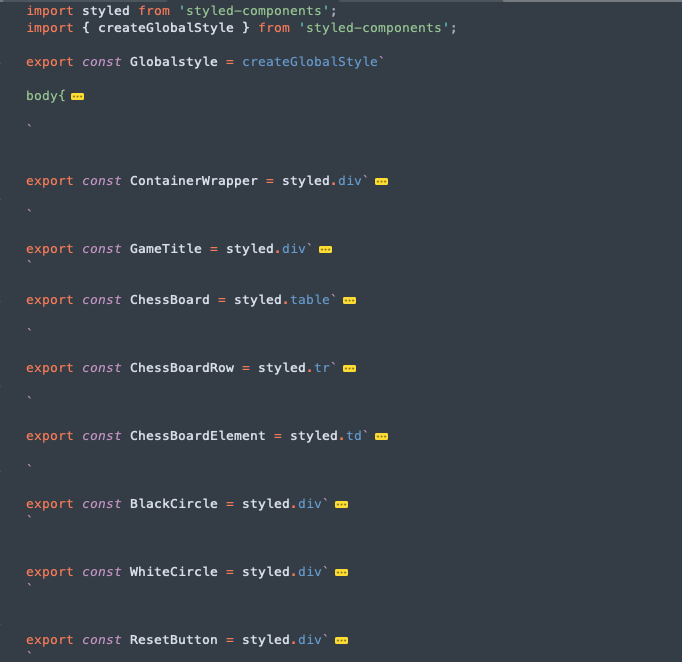 import styled from 'styled-components';
import { createGlobalStyle } from 'styled-components';
export const Globalstyle = createGlobalStyle`
body{
`
export const ContainerWrapper = styled.div`
`
export const GameTitle = styled.div`
`
export const ChessBoard = styled.table`
`
export const ChessBoardRow = styled.tr`
`
export const ChessBoardElement = styled.td`
`
export const BlackCircle = styled.div`
`
export const WhiteCircle = styled.div`
`
export const ResetButton = styled.div`
`